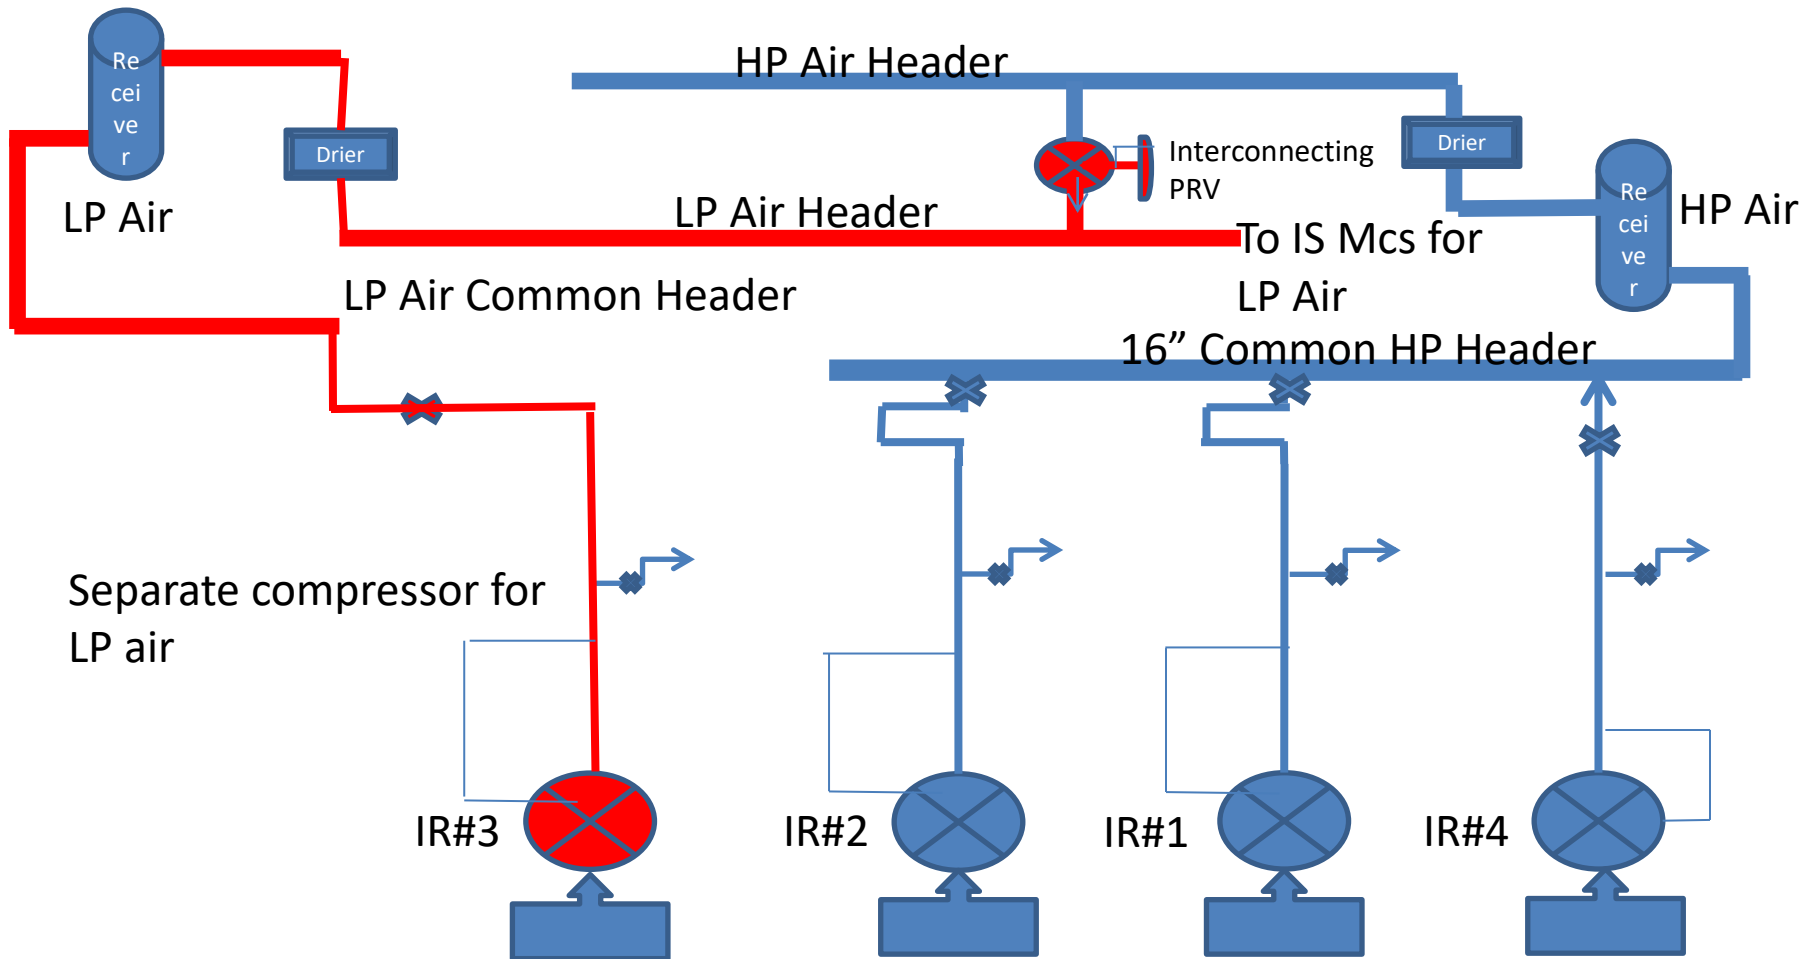 Re
cei
ve
r
HP Air Header
Drier
Interconnecting
PRV
Drier
Re
cei
ve
r
LP Air
LP Air Header
HP Air
To IS Mcs for
LP Air
LP Air Common Header
16” Common HP Header
Separate compressor for
LP air
IR#3
IR#2
IR#1
IR#4